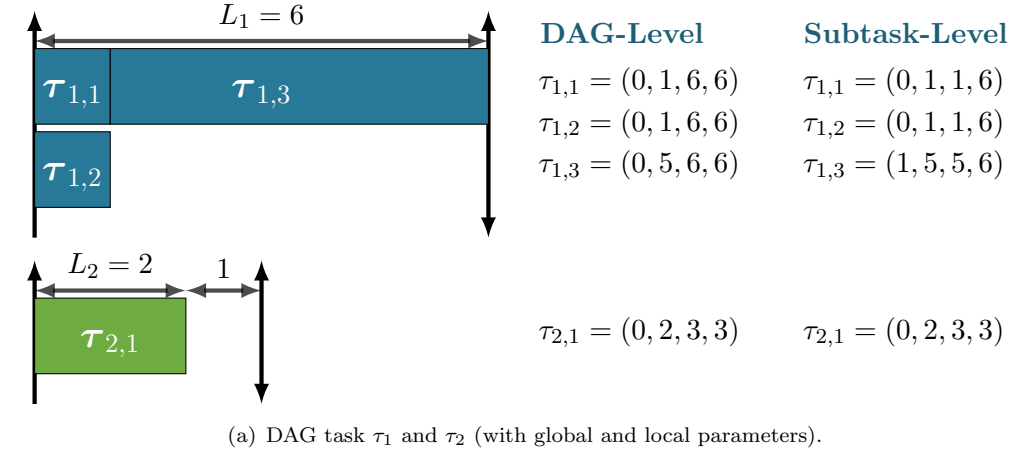 L₁ = 6
DAG-Level Subtask-Level
τ₁,₁ τ₁,₃ τ₁,₁ = (0, 1, 6, 6) τ₁,₁ = (0, 1, 1, 6)
τ₁,₂ = (0, 1, 6, 6) τ₁,₂ = (0, 1, 1, 6)
τ₁,₂ τ₁,₃ = (0, 5, 6, 6) τ₁,₃ = (1, 5, 5, 6)
L₂ = 2 1
τ₂,₁ τ₂,₁ = (0, 2, 3, 3) τ₂,₁ = (0, 2, 3, 3)
(a) DAG task τ₁ and τ₂ (with global and local parameters).